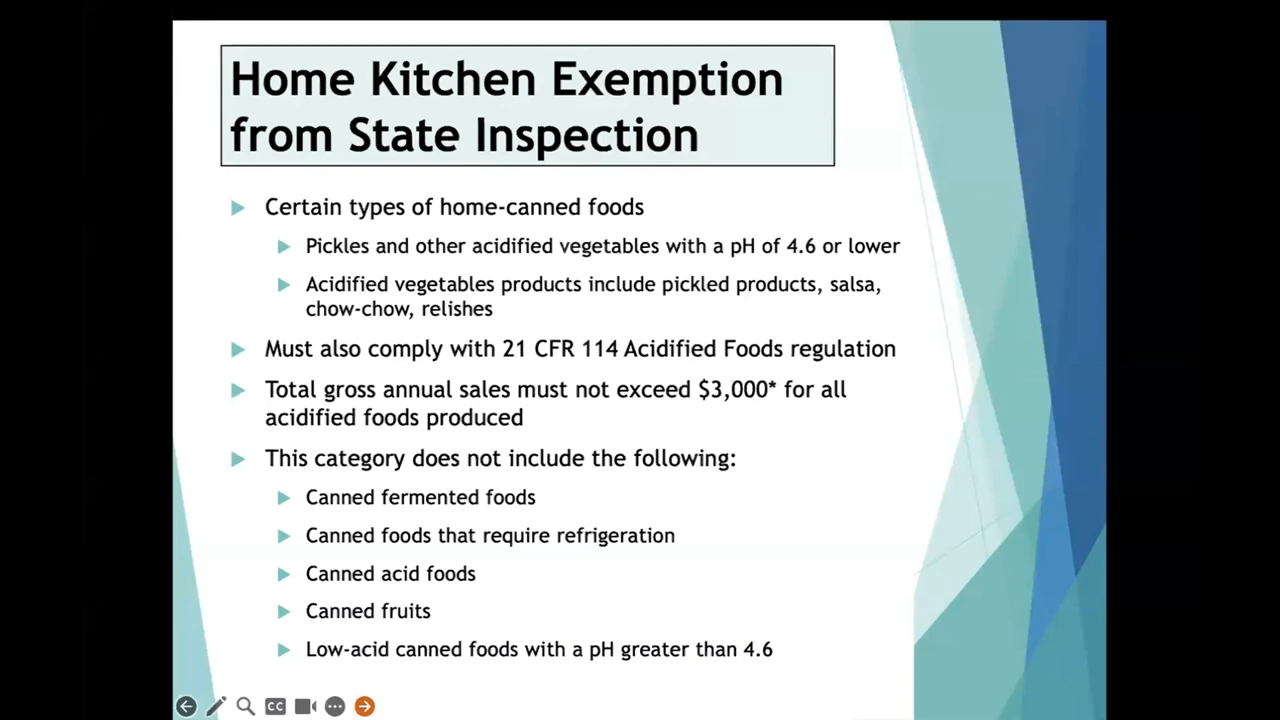 Home Kitchen Exemption
from State Inspection
Certain types of home-canned foods
Pickles and other acidified vegetables with a pH of 4.6 or lower
Acidified vegetables products include pickled products, salsa,
chow-chow, relishes
Must also comply with 21 CFR 114 Acidified Foods regulation
Total gross annual sales must not exceed $3,000* for all
acidified foods produced
This category does not include the following:
Canned fermented foods
Canned foods that require refrigeration
Canned acid foods
Canned fruits
Low-acid canned foods with a pH greater than 4.6
CC